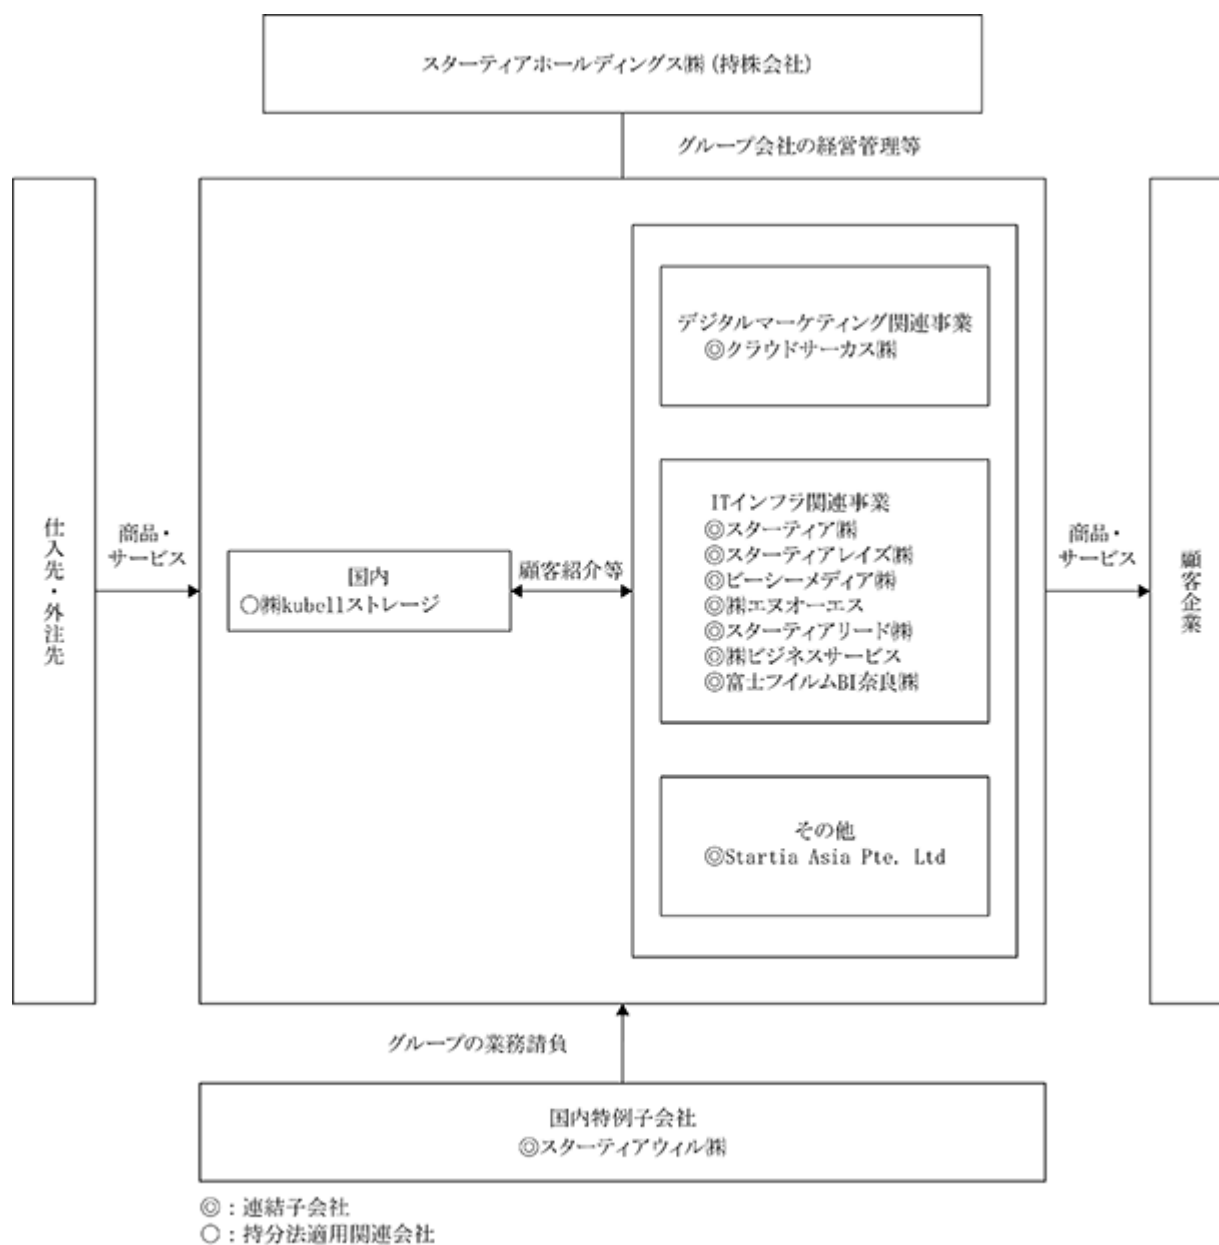 スターティアホールディングス㈱(持株会社)
グループ会社の経営管理等
仕入先・外注先
商品・
サービス
国内
○㈱kubellストレージ
顧客紹介等
デジタルマーケティング関連事業
◎クラウドサーカス㈱
ITインフラ関連事業
◎スターティア㈱
◎スターティアレイズ㈱
◎ビーシーメディア㈱
◎㈱エヌオーエス
◎スターティアリード㈱
◎㈱ビジネスサービス
◎富士フイルムBI奈良㈱
その他
◎Startia Asia Pte. Ltd
商品・
サービス
顧客企業
グループの業務請負
国内特例子会社
◎スターティアウィル㈱
◎：連結子会社
○：持分法適用関連会社